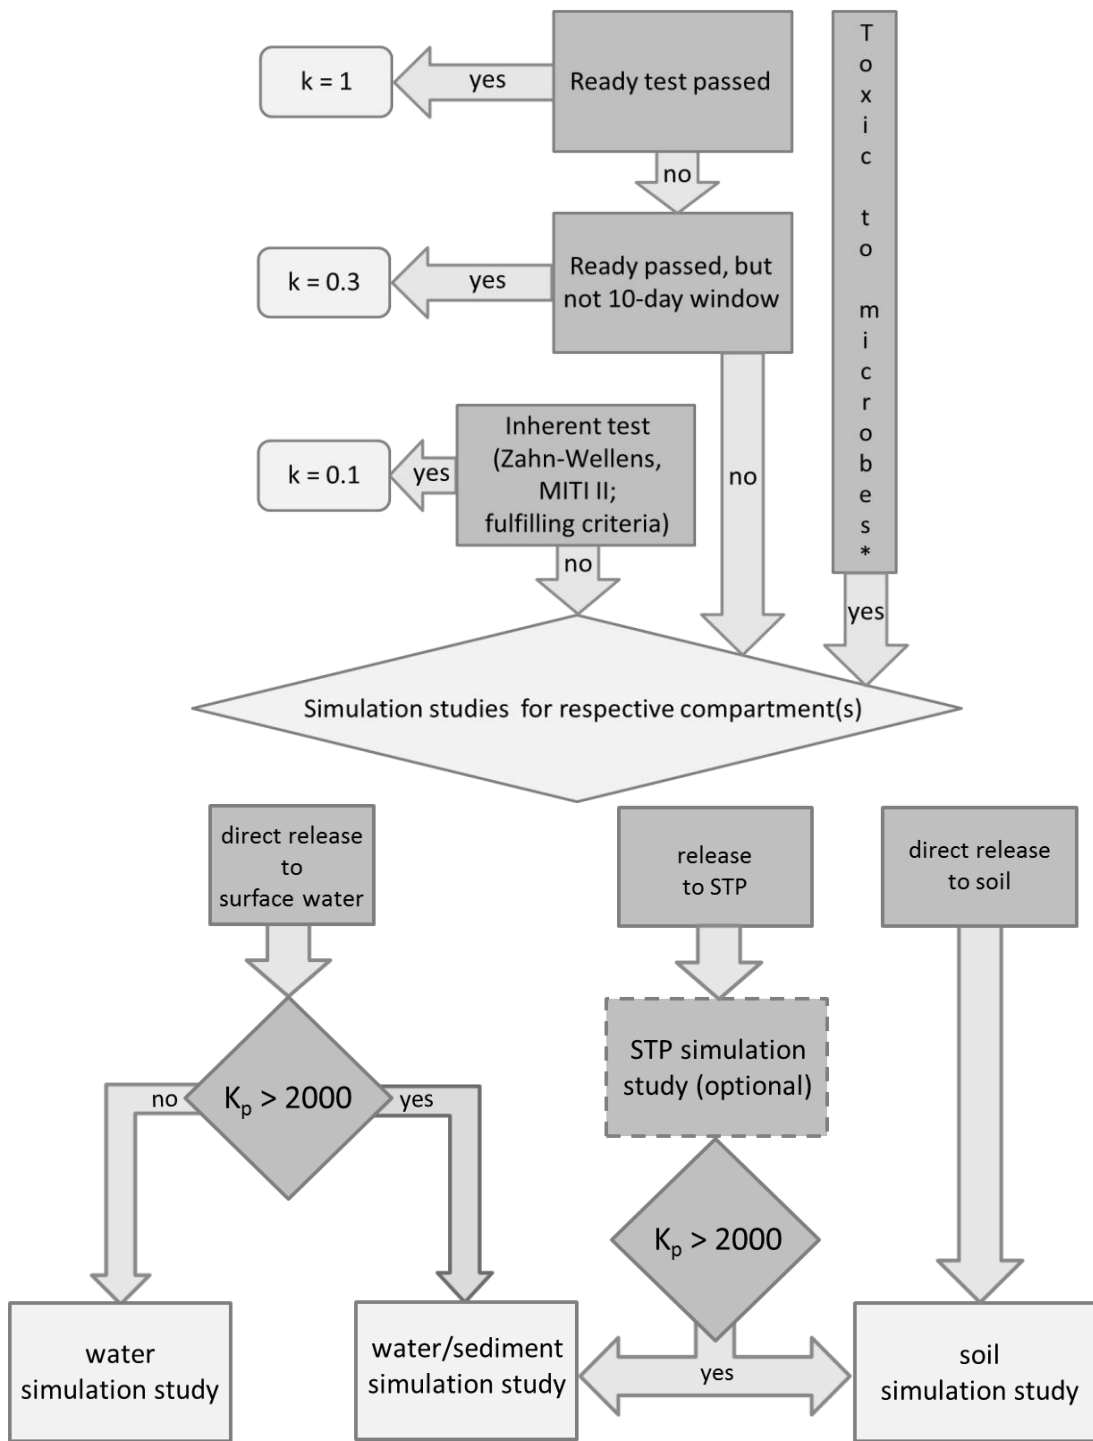 k = 1
yes
Ready test passed
no
k = 0.3
yes
Ready passed, but
not 10-day window
no
k = 0.1
yes
Inherent test
(Zahn-Wellens,
MITI II;
fulfilling criteria)
no
Toxic to microbes*
yes
Simulation studies for respective compartment(s)
direct release
to
surface water
release
to STP
direct release
to soil
no
Kp > 2000
yes
STP simulation
study (optional)
Kp > 2000
yes
water
simulation study
water/sediment
simulation study
soil
simulation study